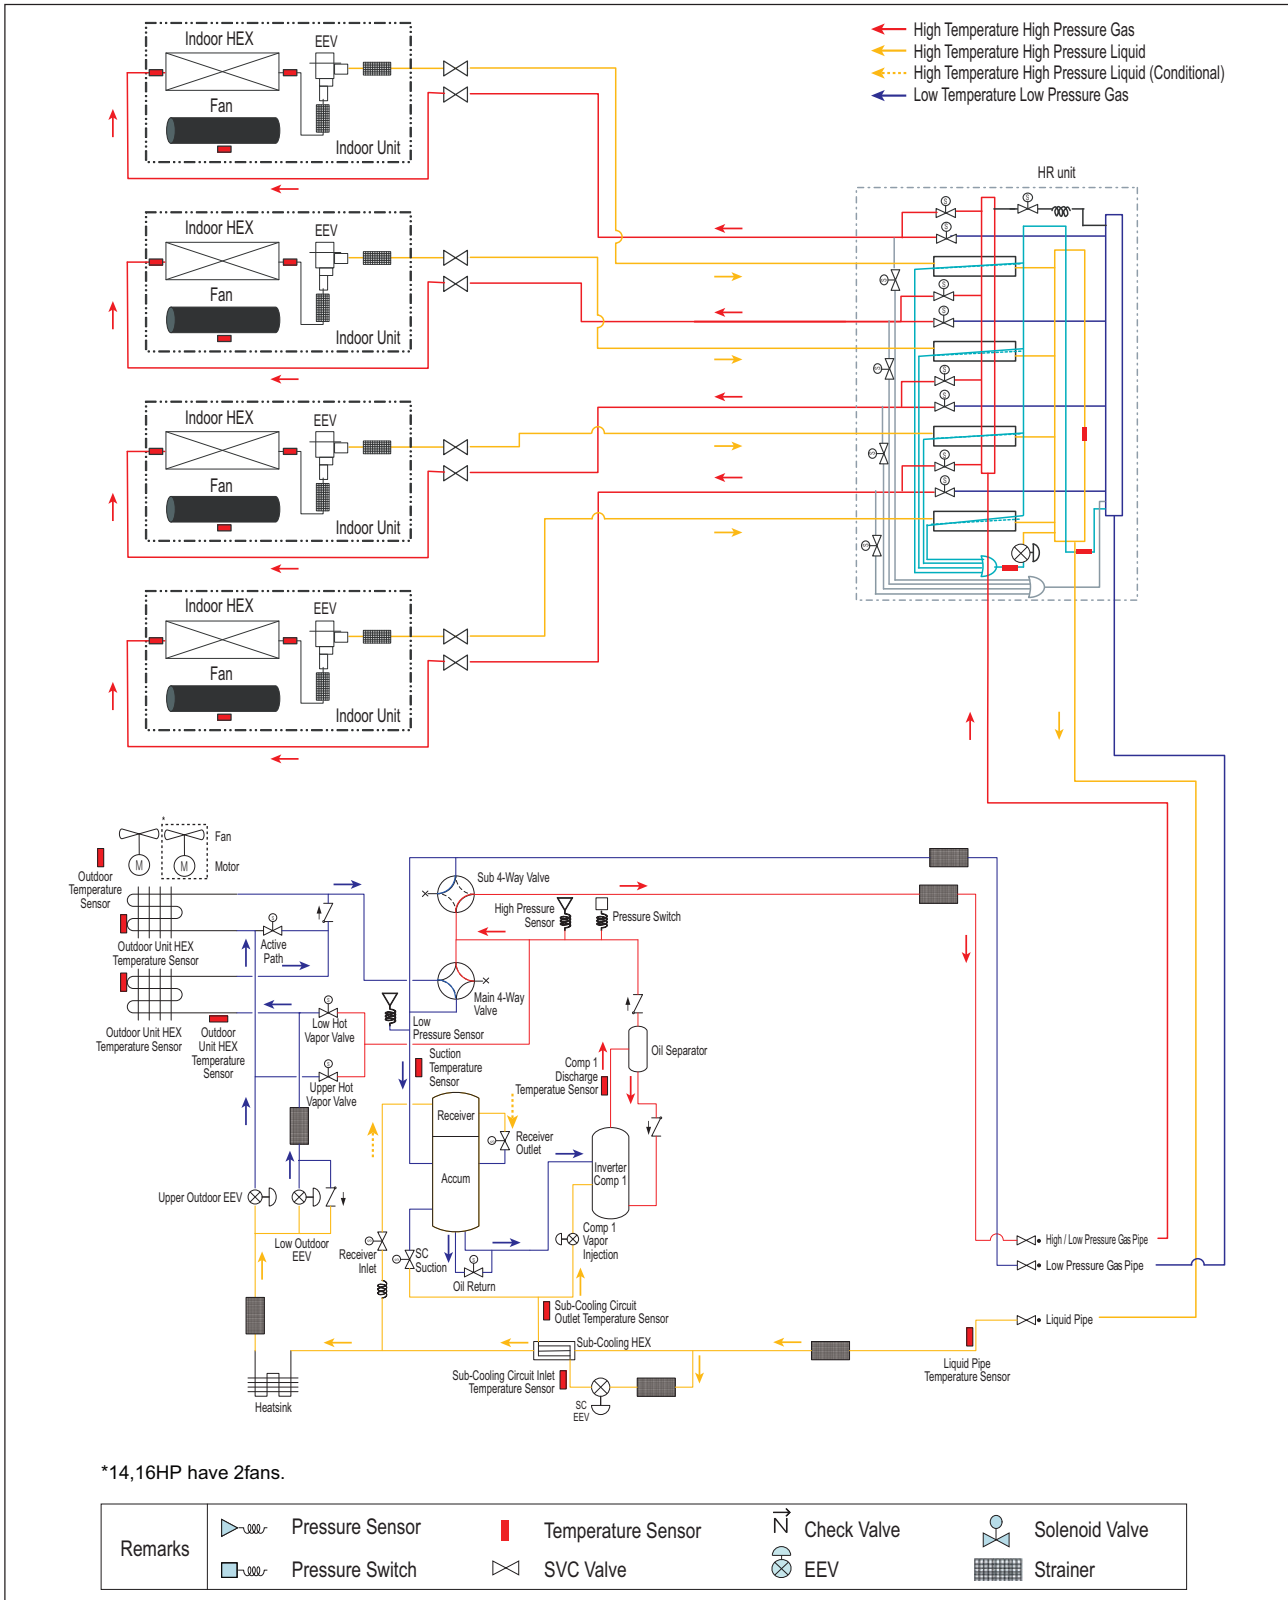 High Temperature High Pressure Gas
High Temperature High Pressure Liquid
High Temperature High Pressure Liquid (Conditional)
Low Temperature Low Pressure Gas
Indoor HEX
EEV
Fan
Indoor Unit
HR unit
Indoor HEX
EEV
Fan
Indoor Unit
Indoor HEX
EEV
Fan
Indoor Unit
Indoor HEX
EEV
Fan
Indoor Unit
S
S
S
S
S
S
S
S
S
S
S
S
S
*
Fan
Motor
M
M
Outdoor
Temperature
Sensor
Sub 4-Way Valve
High Pressure
Sensor
Pressure Switch
Outdoor Unit HEX
Temperature Sensor
S
Active
Path
Main 4-Way
Valve
Outdoor Unit HEX
Temperature Sensor
Outdoor
Unit HEX
Temperature
Sensor
S
Low Hot
Vapor Valve
S
Upper Hot
Vapor Valve
Low
Pressure Sensor
Suction
Temperature
Sensor
Oil Separator
Comp 1
Discharge
Temperatue Sensor
Receiver
S
Receiver
Outlet
Accum
Inverter
Comp 1
Upper Outdoor EEV
Low Outdoor
EEV
S
Receiver
Inlet
S
SC
Suction
S
Oil Return
Comp 1
Vapor
Injection
High / Low Pressure Gas Pipe
Low Pressure Gas Pipe
Liquid Pipe
Sub-Cooling Circuit
Outlet Temperature Sensor
Sub-Cooling HEX
Sub-Cooling Circuit Inlet
Temperature Sensor
SC
EEV
Liquid Pipe
Temperature Sensor
Heatsink
*14,16HP have 2fans.
Remarks
Pressure Sensor
Temperature Sensor
Check Valve
Solenoid Valve
Pressure Switch
SVC Valve
EEV
Strainer